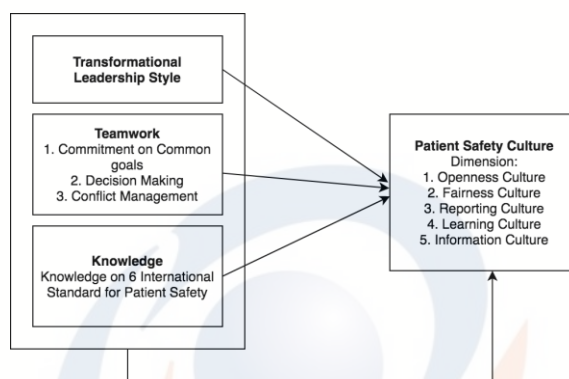 Transformational
Leadership Style
Teamwork
1. Commitment on Common
goals
2. Decision Making
3. Conflict Management
Knowledge
Knowledge on 6 International
Standard for Patient Safety
Patient Safety Culture
Dimension:
1. Openness Culture
2. Fairness Culture
3. Reporting Culture
4. Learning Culture
5. Information Culture